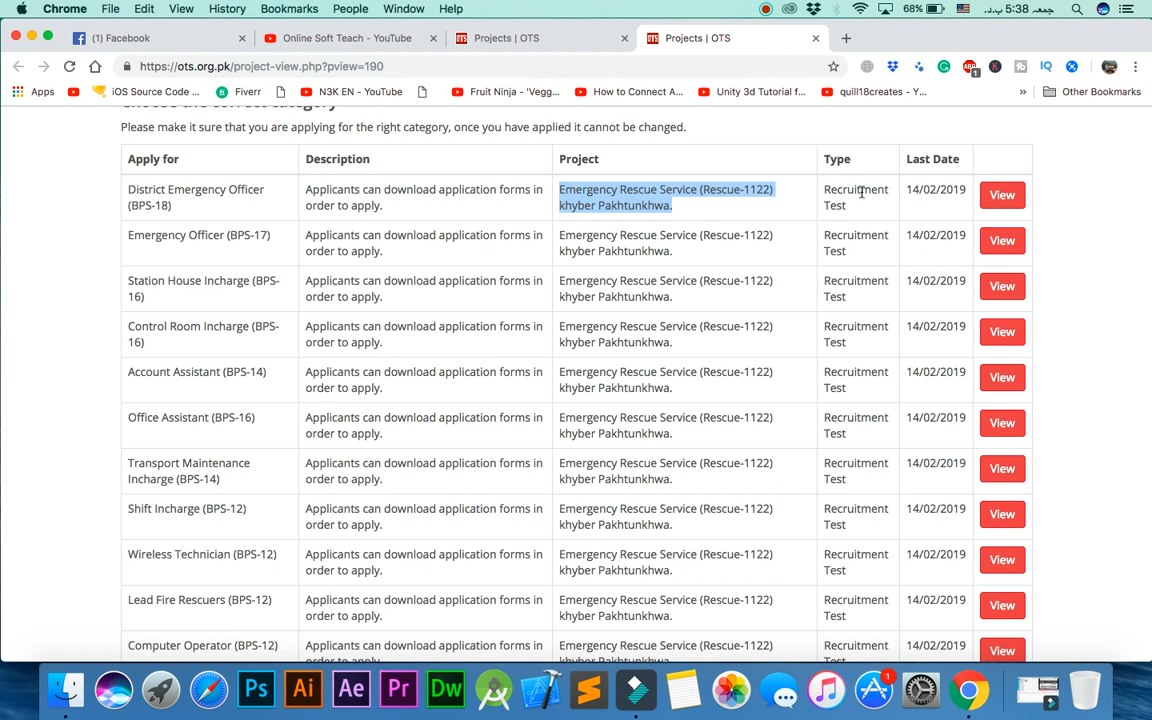 Chrome File Edit View History Bookmarks People Window Help 68% جمعہ 5:38 ب.د.
(1) Facebook Online Soft Teach - YouTube Projects | OTS Projects | OTS
https://ots.org.pk/project-view.php?pview=190
Apps iOS Source Code ... Fiverr N3K EN - YouTube Fruit Ninja - 'Vegg... How to Connect A... Unity 3d Tutorial f... quill18creates - Y... » Other Bookmarks
Please make it sure that you are applying for the right category, once you have applied it cannot be changed.
Apply for Description Project Type Last Date
District Emergency Officer Applicants can download application forms in Emergency Rescue Service (Rescue-1122) Recruitment 14/02/2019 View
(BPS-18) order to apply. khyber Pakhtunkhwa. Test
Emergency Officer (BPS-17) Applicants can download application forms in Emergency Rescue Service (Rescue-1122) Recruitment 14/02/2019 View
order to apply. khyber Pakhtunkhwa. Test
Station House Incharge (BPS- Applicants can download application forms in Emergency Rescue Service (Rescue-1122) Recruitment 14/02/2019 View
16) order to apply. khyber Pakhtunkhwa. Test
Control Room Incharge (BPS- Applicants can download application forms in Emergency Rescue Service (Rescue-1122) Recruitment 14/02/2019 View
16) order to apply. khyber Pakhtunkhwa. Test
Account Assistant (BPS-14) Applicants can download application forms in Emergency Rescue Service (Rescue-1122) Recruitment 14/02/2019 View
order to apply. khyber Pakhtunkhwa. Test
Office Assistant (BPS-16) Applicants can download application forms in Emergency Rescue Service (Rescue-1122) Recruitment 14/02/2019 View
order to apply. khyber Pakhtunkhwa. Test
Transport Maintenance Applicants can download application forms in Emergency Rescue Service (Rescue-1122) Recruitment 14/02/2019 View
Incharge (BPS-14) order to apply. khyber Pakhtunkhwa. Test
Shift Incharge (BPS-12) Applicants can download application forms in Emergency Rescue Service (Rescue-1122) Recruitment 14/02/2019 View
order to apply. khyber Pakhtunkhwa. Test
Wireless Technician (BPS-12) Applicants can download application forms in Emergency Rescue Service (Rescue-1122) Recruitment 14/02/2019 View
order to apply. khyber Pakhtunkhwa. Test
Lead Fire Rescuers (BPS-12) Applicants can download application forms in Emergency Rescue Service (Rescue-1122) Recruitment 14/02/2019 View
order to apply. khyber Pakhtunkhwa. Test
Computer Operator (BPS-12) Applicants can download application forms in Emergency Rescue Service (Rescue-1122) Recruitment 14/02/2019 View
Ps Ai Ae Pr Dw 1